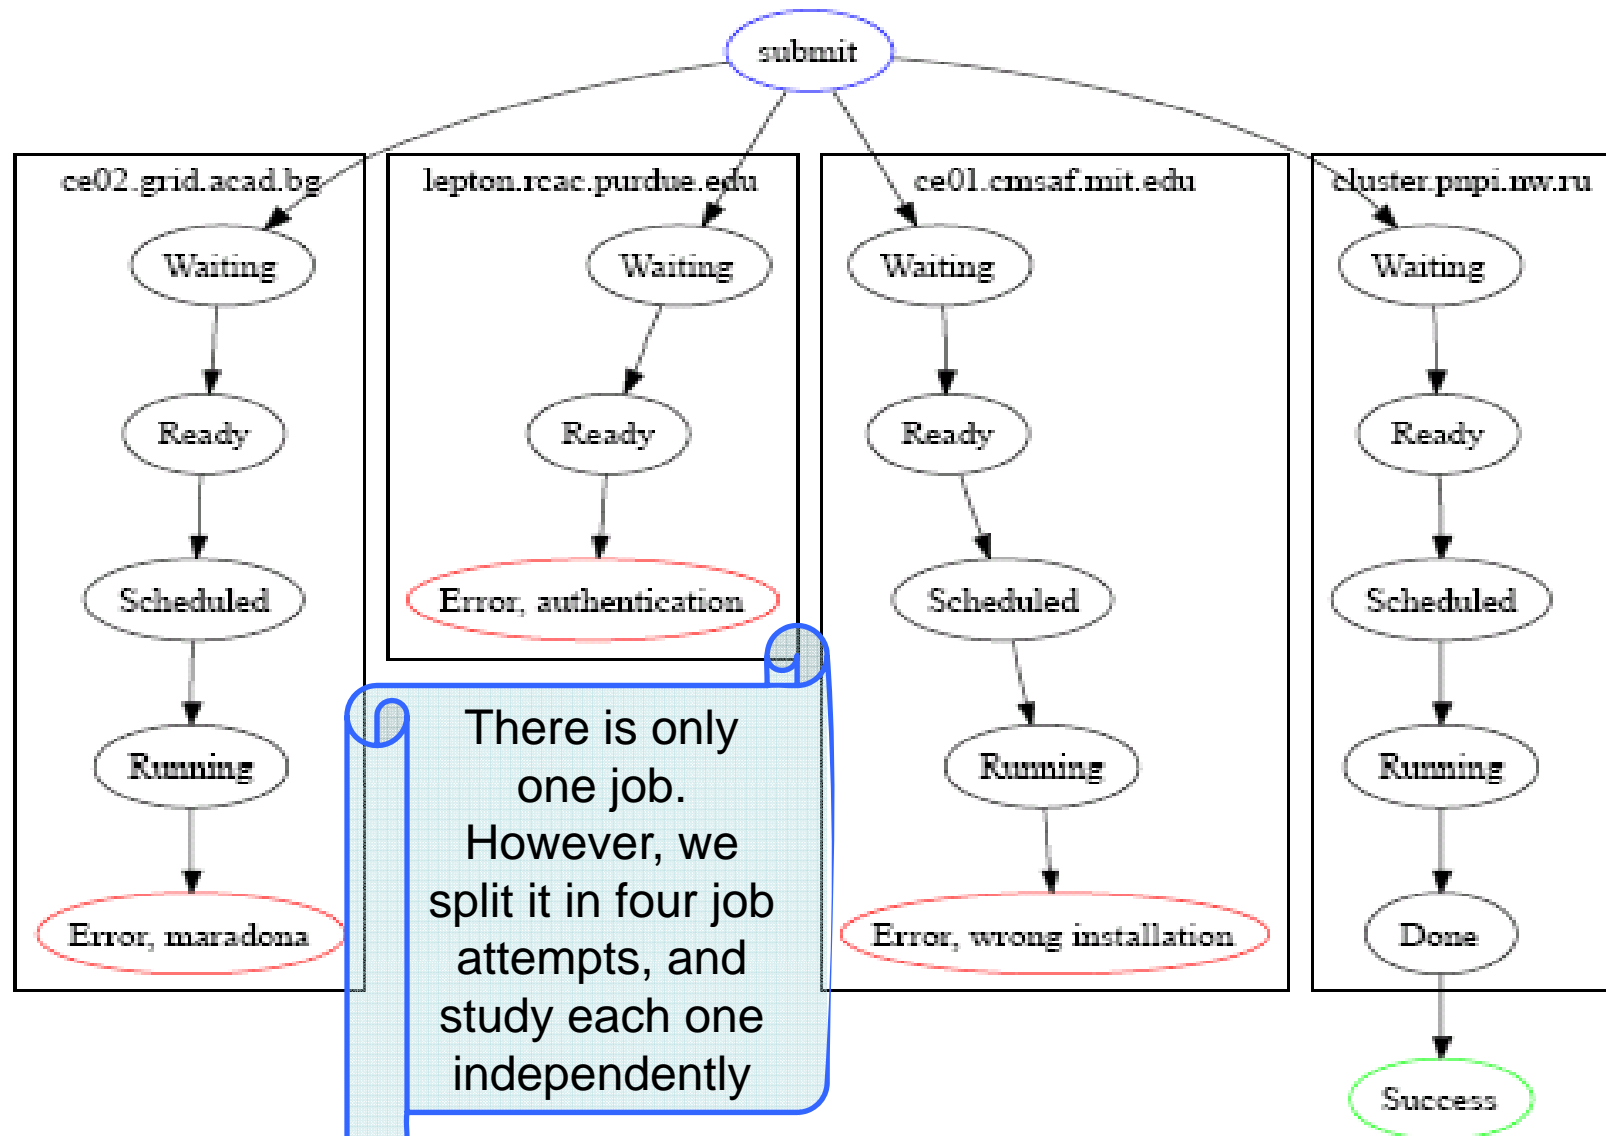 submit
ce02.grid.acad.bg
Waiting
Ready
Scheduled
Running
Error, maradona
lepton.rcac.purdue.edu
Waiting
Ready
Error, authentication
ce01.cmsaf.mit.edu
Waiting
Ready
Scheduled
Running
Error, wrong installation
cluster.pnpi.nw.ru
Waiting
Ready
Scheduled
Running
Done
Success
There is only
one job.
However, we
split it in four job
attempts, and
study each one
independently